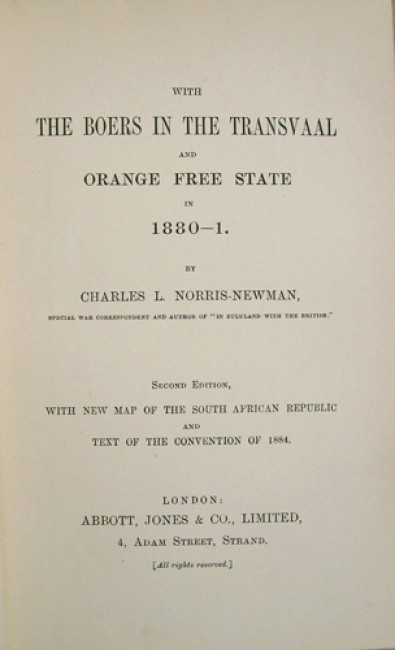 WITH
THE BOERS IN THE TRANSVAAL
AND
ORANGE FREE STATE
IN
1880–1.
BY
CHARLES L. NORRIS-NEWMAN,
SPECIAL WAR CORRESPONDENT AND AUTHOR OF "IN ZULULAND WITH THE BRITISH."
SECOND EDITION,
WITH NEW MAP OF THE SOUTH AFRICAN REPUBLIC
AND
TEXT OF THE CONVENTION OF 1884.
LONDON:
ABBOTT, JONES & CO., LIMITED,
4, ADAM STREET, STRAND.
[All rights reserved.]